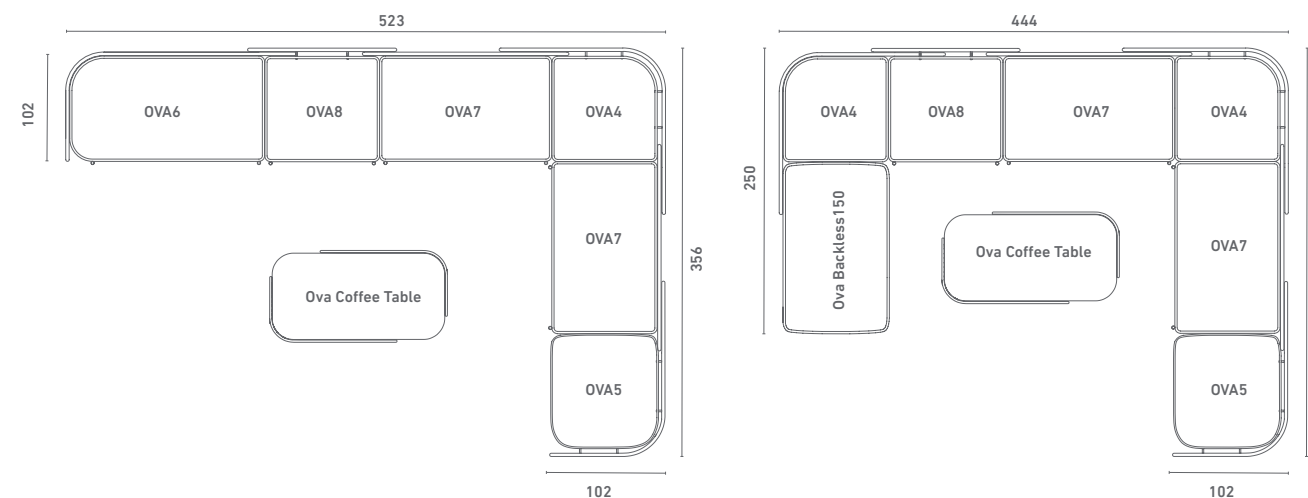 523
444
102
OVA6
OVA8
OVA7
OVA4
OVA4
OVA8
OVA7
OVA4
250
Ova Backless150
OVA7
356
Ova Coffee Table
OVA7
Ova Coffee Table
OVA5
OVA5
102
102